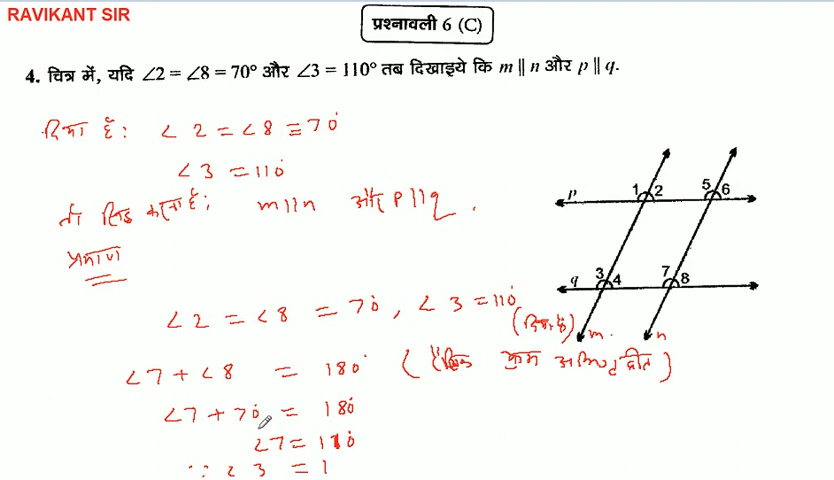 RAVIKANT SIR
प्रश्नावली 6 (C)
4. चित्र में, यदि ∠2 = ∠8 = 70° और ∠3 = 110° तब दिखाइये कि m || n और p || q.
दिया है: ∠2 = ∠8 = 70°
∠3 = 110°
तो सिद्ध करना है: m||n और p||q.
प्रमाण
∠2 = ∠8 = 70°, ∠3 = 110°
(दिया है)
∠7 + ∠8 = 180° (रैखिक युग्म
∠7 + 70° = 180°
∠7 = 110°
∵ ∠3 = 1
p 1 2 5 6
q 3 4 7 8
m n